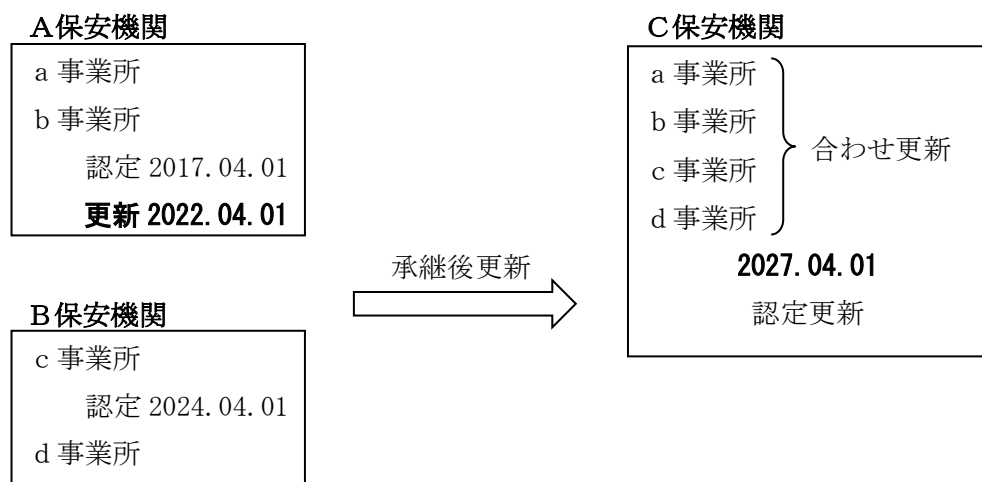 A保安機関
a 事業所
b 事業所
認定 2017.04.01
更新 2022.04.01
B保安機関
c 事業所
認定 2024.04.01
d 事業所
承継後更新
C保安機関
a 事業所
b 事業所
c 事業所
d 事業所
合わせ更新
2027.04.01
認定更新